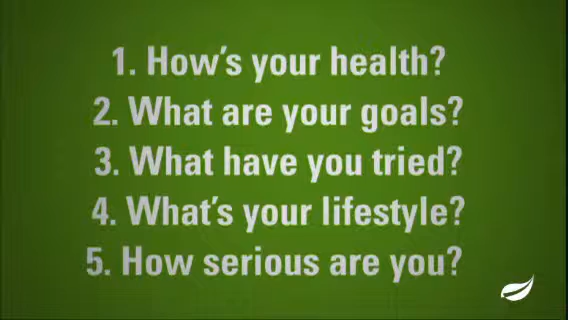 1. How's your health?
2. What are your goals?
3. What have you tried?
4. What's your lifestyle?
5. How serious are you?